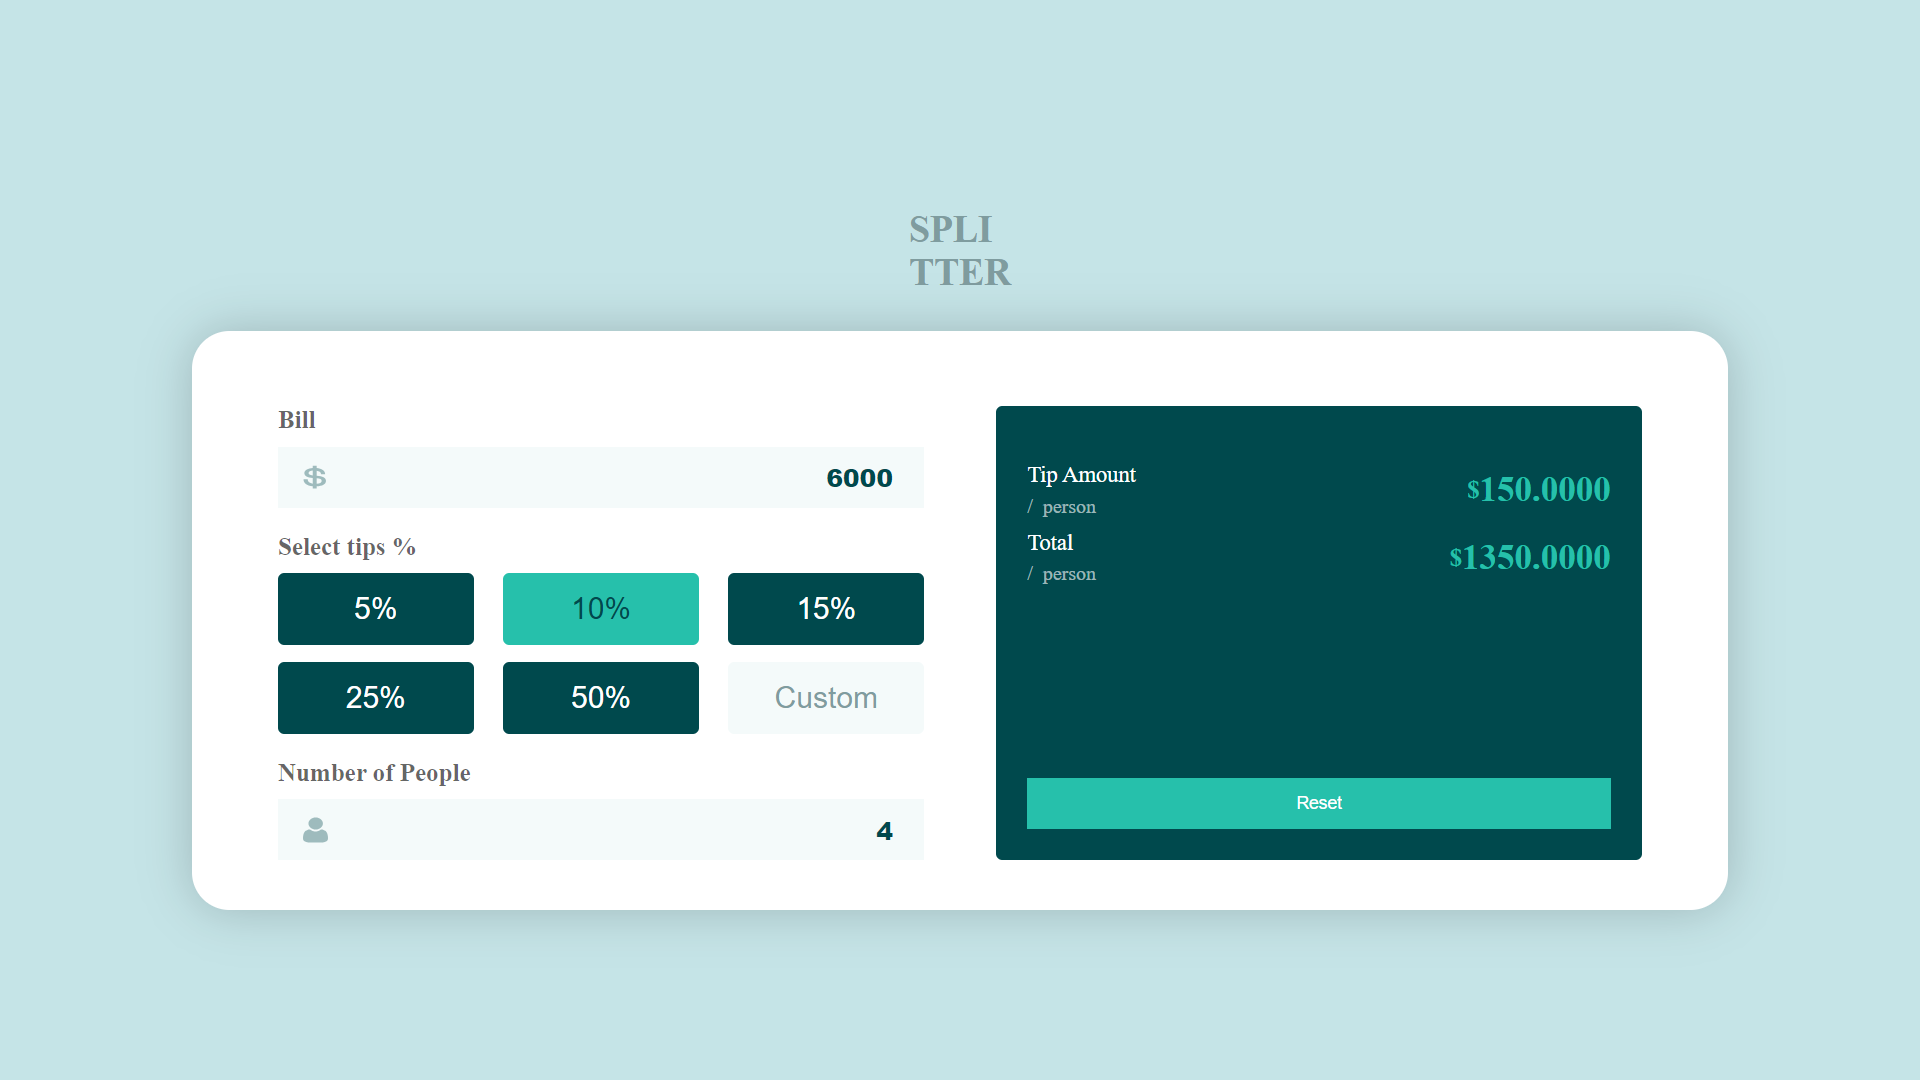 SPLI
TTER
Bill
$ 6000
Select tips %
5% 10% 15%
25% 50% Custom
Number of People
4
Tip Amount
/ person
$150.0000
Total
/ person
$1350.0000
Reset